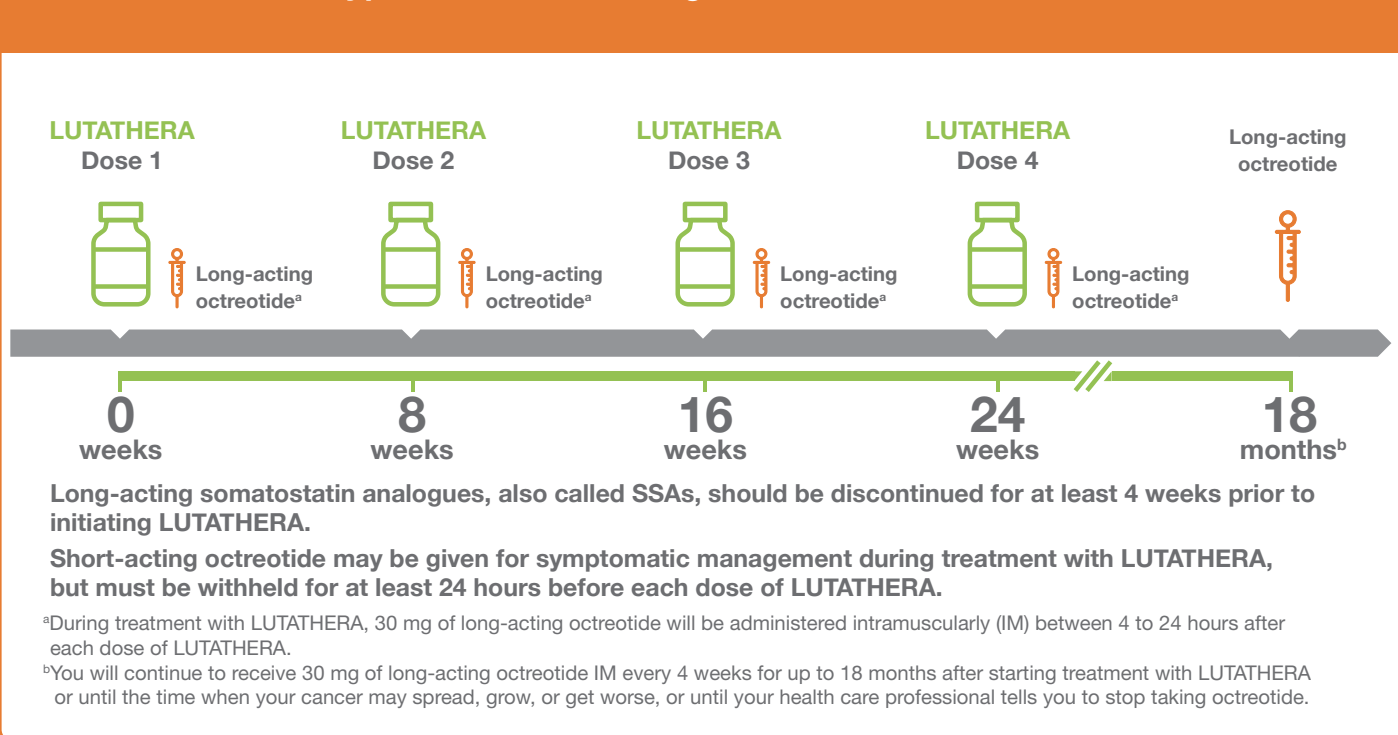 LUTATHERA
Dose 1
LUTATHERA
Dose 2
LUTATHERA
Dose 3
LUTATHERA
Dose 4
Long-acting
octreotide
Long-acting
octreotideᵃ
Long-acting
octreotideᵃ
Long-acting
octreotideᵃ
Long-acting
octreotideᵃ
0
weeks
8
weeks
16
weeks
24
weeks
18
monthsᵇ
Long-acting somatostatin analogues, also called SSAs, should be discontinued for at least 4 weeks prior to
initiating LUTATHERA.
Short-acting octreotide may be given for symptomatic management during treatment with LUTATHERA,
but must be withheld for at least 24 hours before each dose of LUTATHERA.
ᵃDuring treatment with LUTATHERA, 30 mg of long-acting octreotide will be administered intramuscularly (IM) between 4 to 24 hours after
each dose of LUTATHERA.
ᵇYou will continue to receive 30 mg of long-acting octreotide IM every 4 weeks for up to 18 months after starting treatment with LUTATHERA
or until the time when your cancer may spread, grow, or get worse, or until your health care professional tells you to stop taking octreotide.